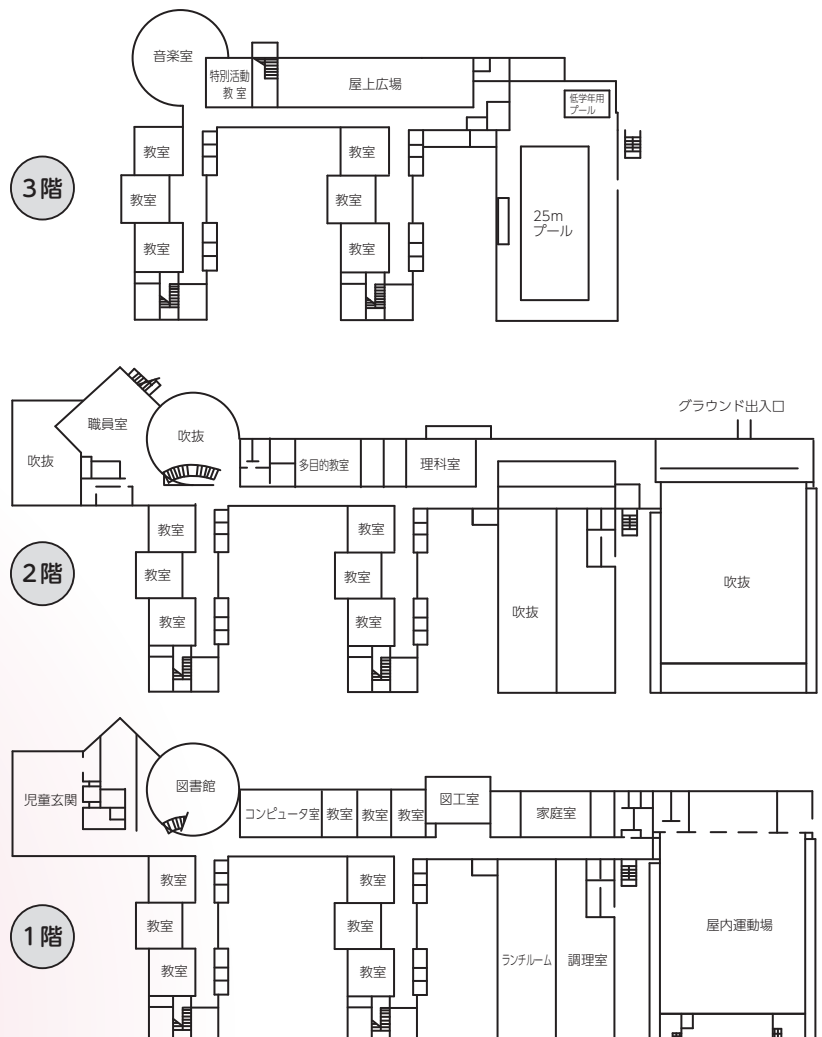 音楽室
特別活動
教 室
屋上広場
低学年用
プール
教室
教室
3階
教室
教室
25m
プール
教室
教室
グラウンド出入口
職員室
吹抜
吹抜
多目的教室
理科室
教室
教室
2階
教室
教室
吹抜
教室
教室
吹抜
児童玄関
図書館
コンピュータ室
教室
教室
教室
図工室
家庭室
教室
教室
1階
教室
教室
屋内運動場
教室
教室
ランチルーム
調理室